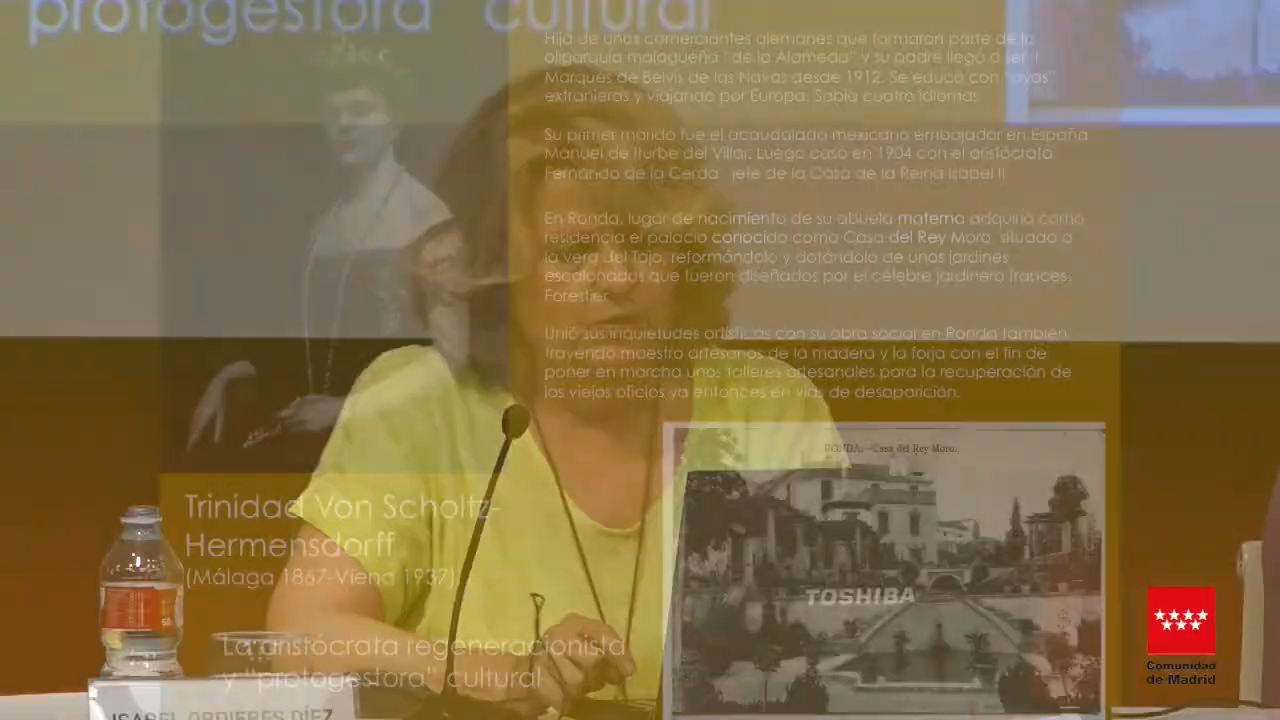 protogestora" cultural
Hija de unos comerciantes alemanes que formaron parte de la
oligarquía malagueña "de la Alameda" y su padre llegó a ser I
Marqués de Belvis de las Navas desde 1912. Se educó con "ayas"
extranjeras y viajando por Europa. Sabía cuatro idiomas
Su primer marido fue el acaudalado mexicano embajador en España
Manuel de Iturbe del Villar. Luego casó en 1904 con el aristócrata
Fernando de la Cerda jefe de la Casa de la Reina Isabel II
En Ronda, lugar de nacimiento de su abuela materna adquirió como
residencia el palacio conocido como Casa del Rey Moro situado a
la vera del Tajo, reformándolo y dotándolo de unos jardines
escalonados que fueron diseñados por el célebre jardinero frances,
Forestier
Unió sus inquietudes artísticas con su obra social en Ronda también
trayendo maestro artesanos de la madera y la forja con el fin de
poner en marcha unos talleres artesanales para la recuperación de
los viejos oficios ya entonces en vías de desaparición.
RONDA.—Casa del Rey Moro.
Trinidad Von Scholtz-
Hermensdorff
(Málaga 1867-Viena 1937)
TOSHIBA
La aristócrata regeneracionista
y "protogestora" cultural
Comunidad
de Madrid
ISABEL ORDIERES DÍEZ